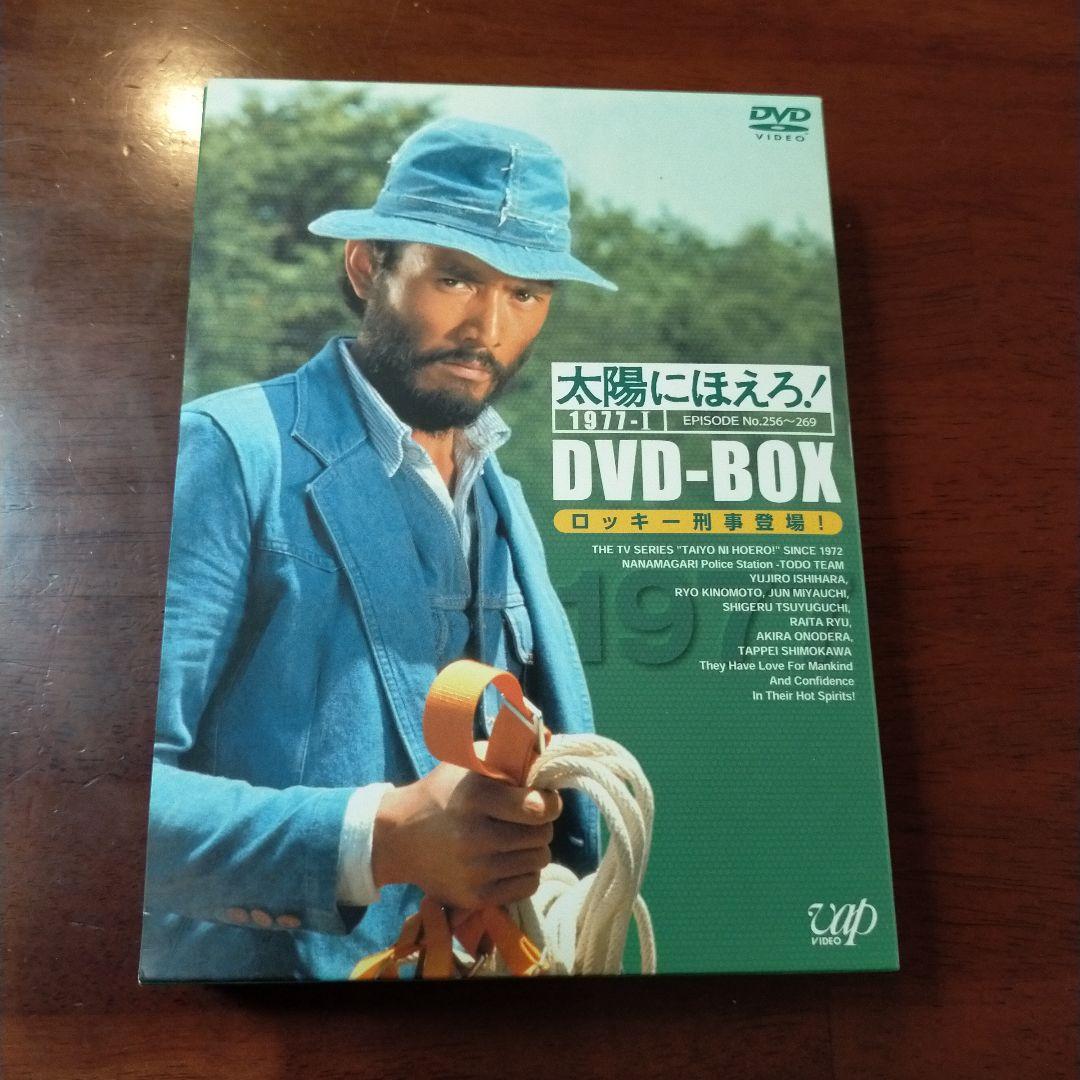 DVD
VIDEO
太陽にほえろ!
1977-I
EPISODE No.256〜269
DVD-BOX
ロッキー刑事登場!
THE TV SERIES "TAIYO NI HOERO!" SINCE 1972
NANAMAGARI Police Station -TODO TEAM
YUJIRO ISHIHARA,
RYO KINOMOTO, JUN MIYAUCHI,
SHIGERU TSUYUGUCHI,
RAITA RYU,
AKIRA ONODERA,
TAPPEI SHIMOKAWA
They Have Love For Mankind
And Confidence
In Their Hot Spirits!
197
vap
VIDEO